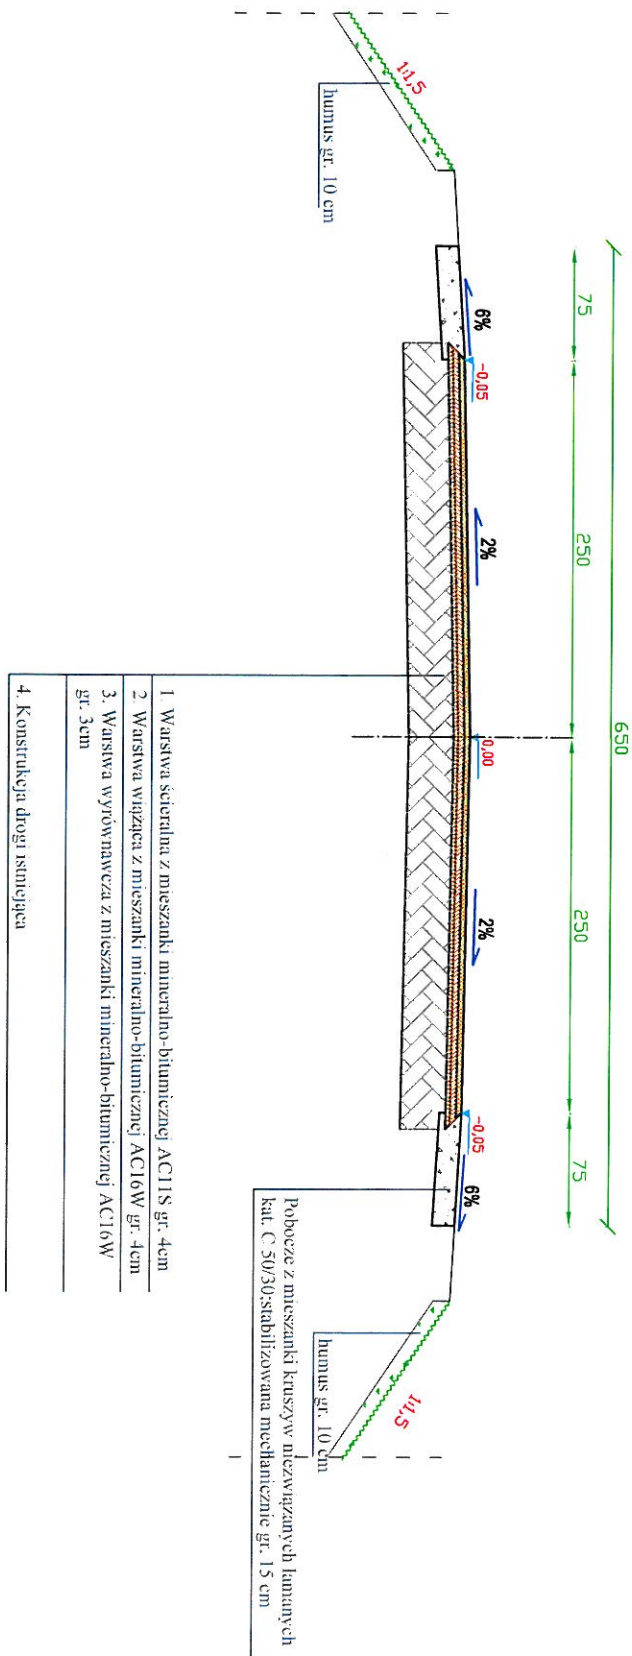 650
75
250
250
75
6%
-0,05
2%
0,00
2%
-0,05
6%
1:1,5
humus gr. 10 cm
1:1,5
humus gr. 10 cm
Pobocze z mieszanki kruszyw niezwiązanych łamanych
kat. C 50/30;stabilizowana mechanicznie gr. 15 cm
1. Warstwa ścieralna z mieszanki mineralno-bitumicznej AC11S gr. 4cm
2. Warstwa wiążąca z mieszanki mineralno-bitumicznej AC16W gr. 4cm
3. Warstwa wyrównawcza z mieszanki mineralno-bitumicznej AC16W
gr. 3cm
4. Konstrukcja drogi istniejąca